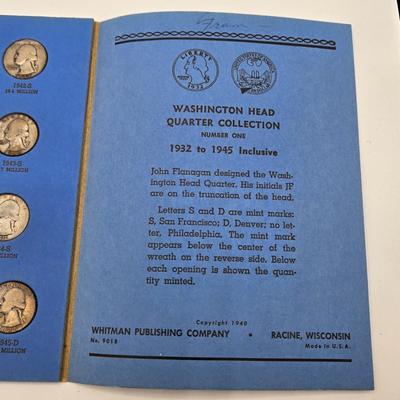 Fram
LIBERTY
1932
WASHINGTON HEAD
QUARTER COLLECTION
NUMBER ONE
1932 to 1945 Inclusive
John Flanagan designed the Wash-
ington Head Quarter. His initials JF
are on the truncation of the head.
Letters S and D are mint marks:
S, San Francisco; D, Denver; no let-
ter, Philadelphia. The mint mark
appears below the center of the
wreath on the reverse side. Below
each opening is shown the quan-
tity minted.
Copyright 1940
WHITMAN PUBLISHING COMPANY • RACINE, WISCONSIN
No. 9018 Made in U.S.A.
1942-S
MILLION
MILLION
MILLION